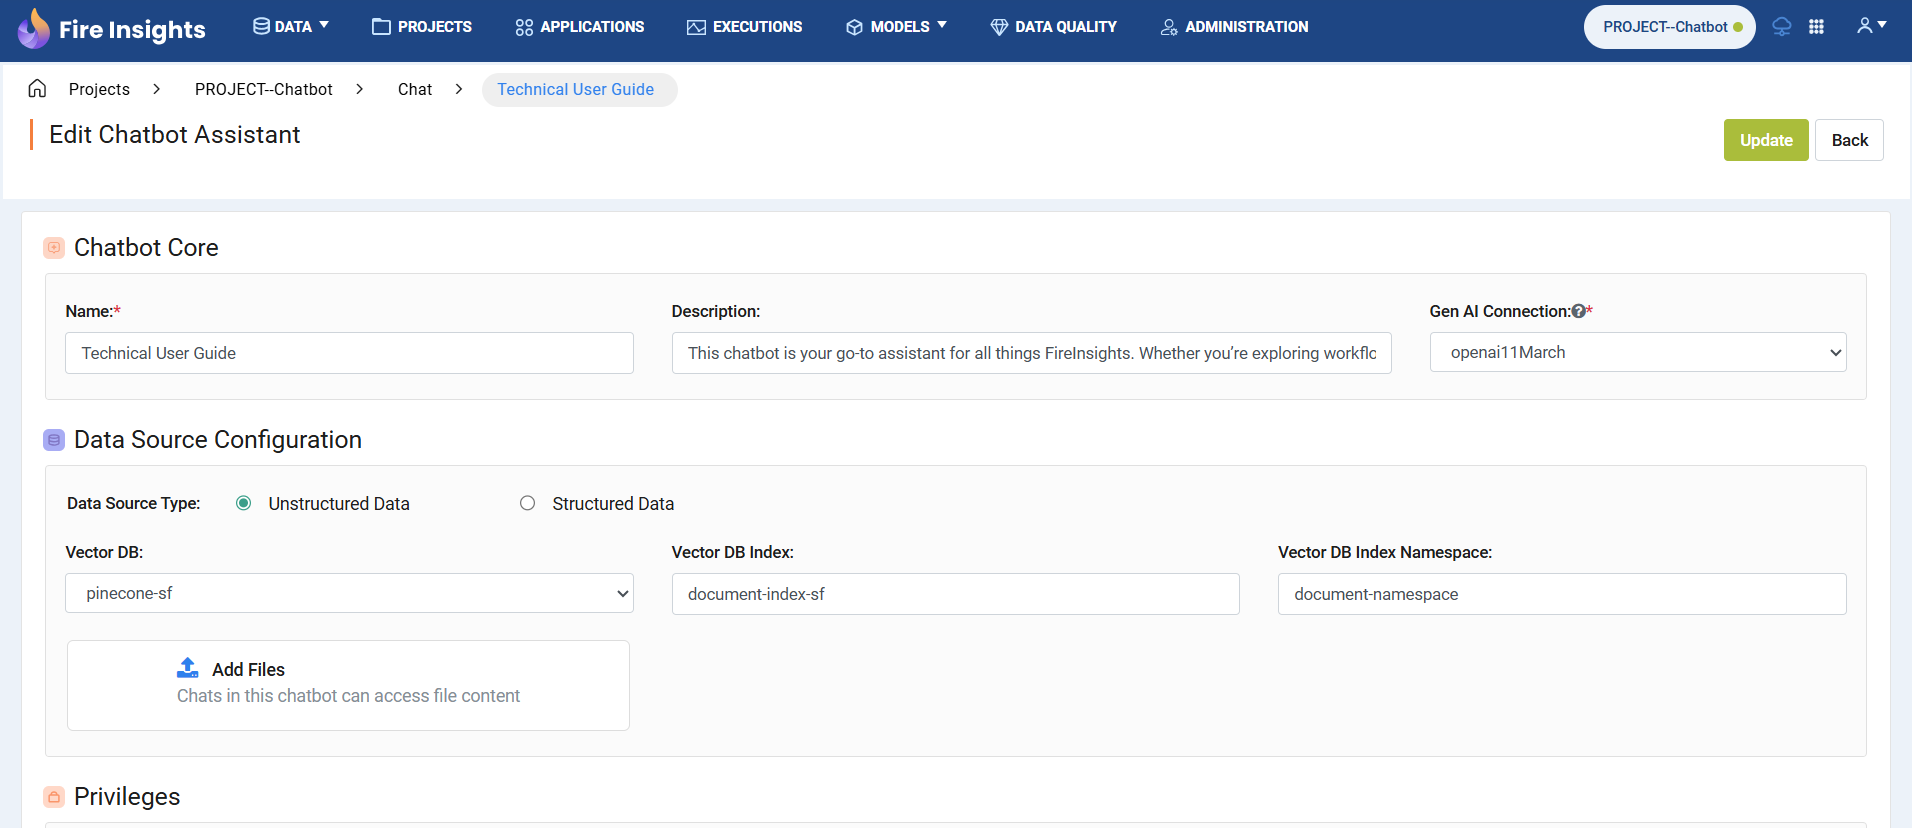 Fire Insights DATA PROJECTS APPLICATIONS EXECUTIONS MODELS DATA QUALITY ADMINISTRATION PROJECT--Chatbot
Projects > PROJECT--Chatbot > Chat > Technical User Guide
Edit Chatbot Assistant
Update Back
Chatbot Core
Name:* Description: Gen AI Connection:?*
Technical User Guide This chatbot is your go-to assistant for all things FireInsights. Whether you’re exploring workflo openai11March
Data Source Configuration
Data Source Type: Unstructured Data Structured Data
Vector DB: Vector DB Index: Vector DB Index Namespace:
pinecone-sf document-index-sf document-namespace
Add Files
Chats in this chatbot can access file content
Privileges